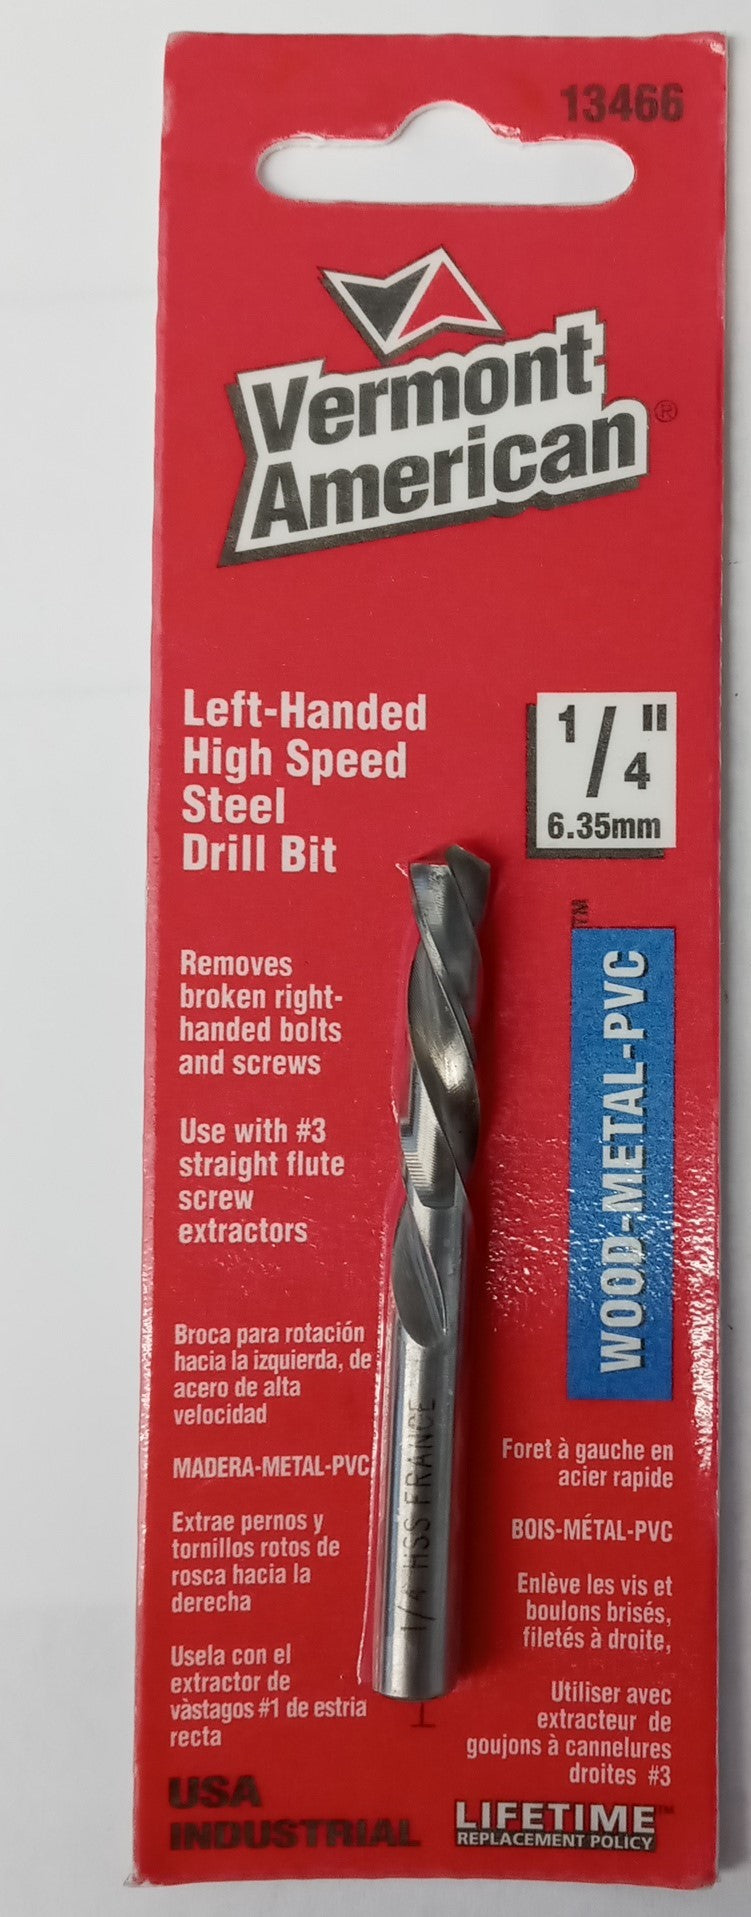 13466
Vermont
American®
Left-Handed
High Speed
Steel
Drill Bit
1/4"
6.35mm
Removes
broken right-
handed bolts
and screws
Use with #3
straight flute
screw
extractors
WOOD-METAL-PVC™
Broca para rotación
hacia la izquierda, de
acero de alta
velocidad
MADERA-METAL-PVC
Extrae pernos y
tornillos rotos de
rosca hacia la
derecha
Usela con el
extractor de
vàstagos #1 de estria
recta
1/4 HSS FRANCE
Foret à gauche en
acier rapide
BOIS-MÉTAL-PVC
Enlève les vis et
boulons brisés,
filetés à droite,
Utiliser avec
extracteur de
goujons à cannelures
droites #3
USA
INDUSTRIAL
LIFETIME™
REPLACEMENT POLICY